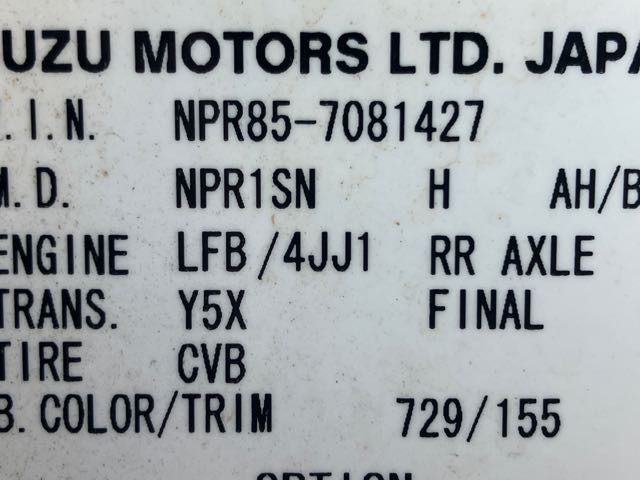 UZU MOTORS LTD. JAPA
.I.N. NPR85-7081427
M.D. NPR1SN H AH/B
ENGINE LFB/4JJ1 RR AXLE
TRANS. Y5X FINAL
TIRE CVB
B.COLOR/TRIM 729/155
OPTION